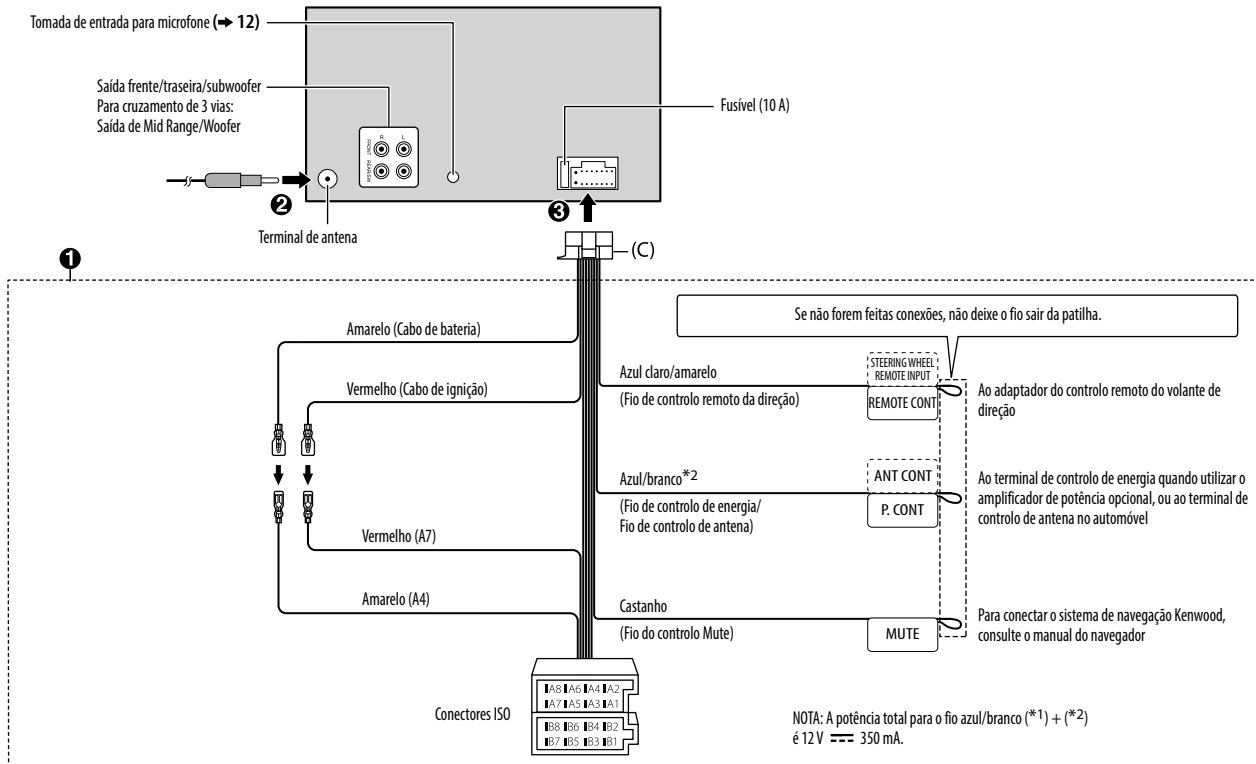 Tomada de entrada para microfone (➔ 12)
Saída frente/traseira/subwoofer
Para cruzamento de 3 vias:
Saída de Mid Range/Woofer
Fusível (10 A)
R L
FRONT
REAR/SW
❷
Terminal de antena
❸
(C)
❶
Se não forem feitas conexões, não deixe o fio sair da patilha.
Amarelo (Cabo de bateria)
Vermelho (Cabo de ignição)
Azul claro/amarelo
(Fio de controlo remoto da direção)
STEERING WHEEL
REMOTE INPUT
REMOTE CONT
Ao adaptador do controlo remoto do volante de
direção
Azul/branco*2
(Fio de controlo de energia/
Fio de controlo de antena)
ANT CONT
P. CONT
Ao terminal de controlo de energia quando utilizar o
amplificador de potência opcional, ou ao terminal de
controlo de antena no automóvel
Vermelho (A7)
Amarelo (A4)
Castanho
(Fio do controlo Mute)
MUTE
Para conectar o sistema de navegação Kenwood,
consulte o manual do navegador
Conectores ISO
A8 A6 A4 A2
A7 A5 A3 A1
B8 B6 B4 B2
B7 B5 B3 B1
NOTA: A potência total para o fio azul/branco (*1) + (*2)
é 12 V ⎓ 350 mA.